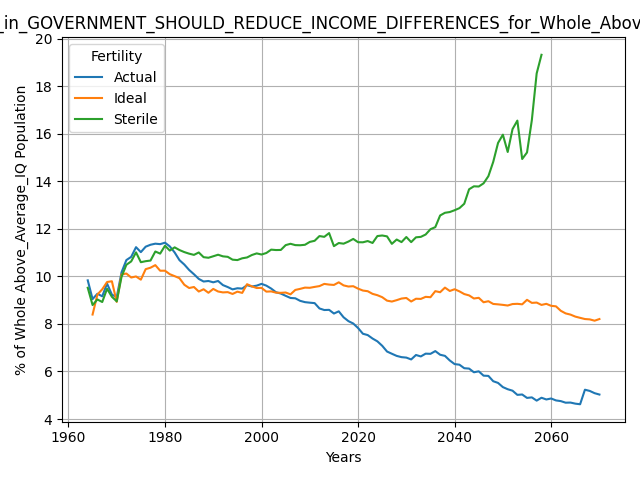 _in_GOVERNMENT_SHOULD_REDUCE_INCOME_DIFFERENCES_for_Whole_Abov
Fertility
Actual
Ideal
Sterile
% of Whole Above_Average_IQ Population
20
18
16
14
12
10
8
6
4
1960
1980
2000
2020
2040
2060
Years